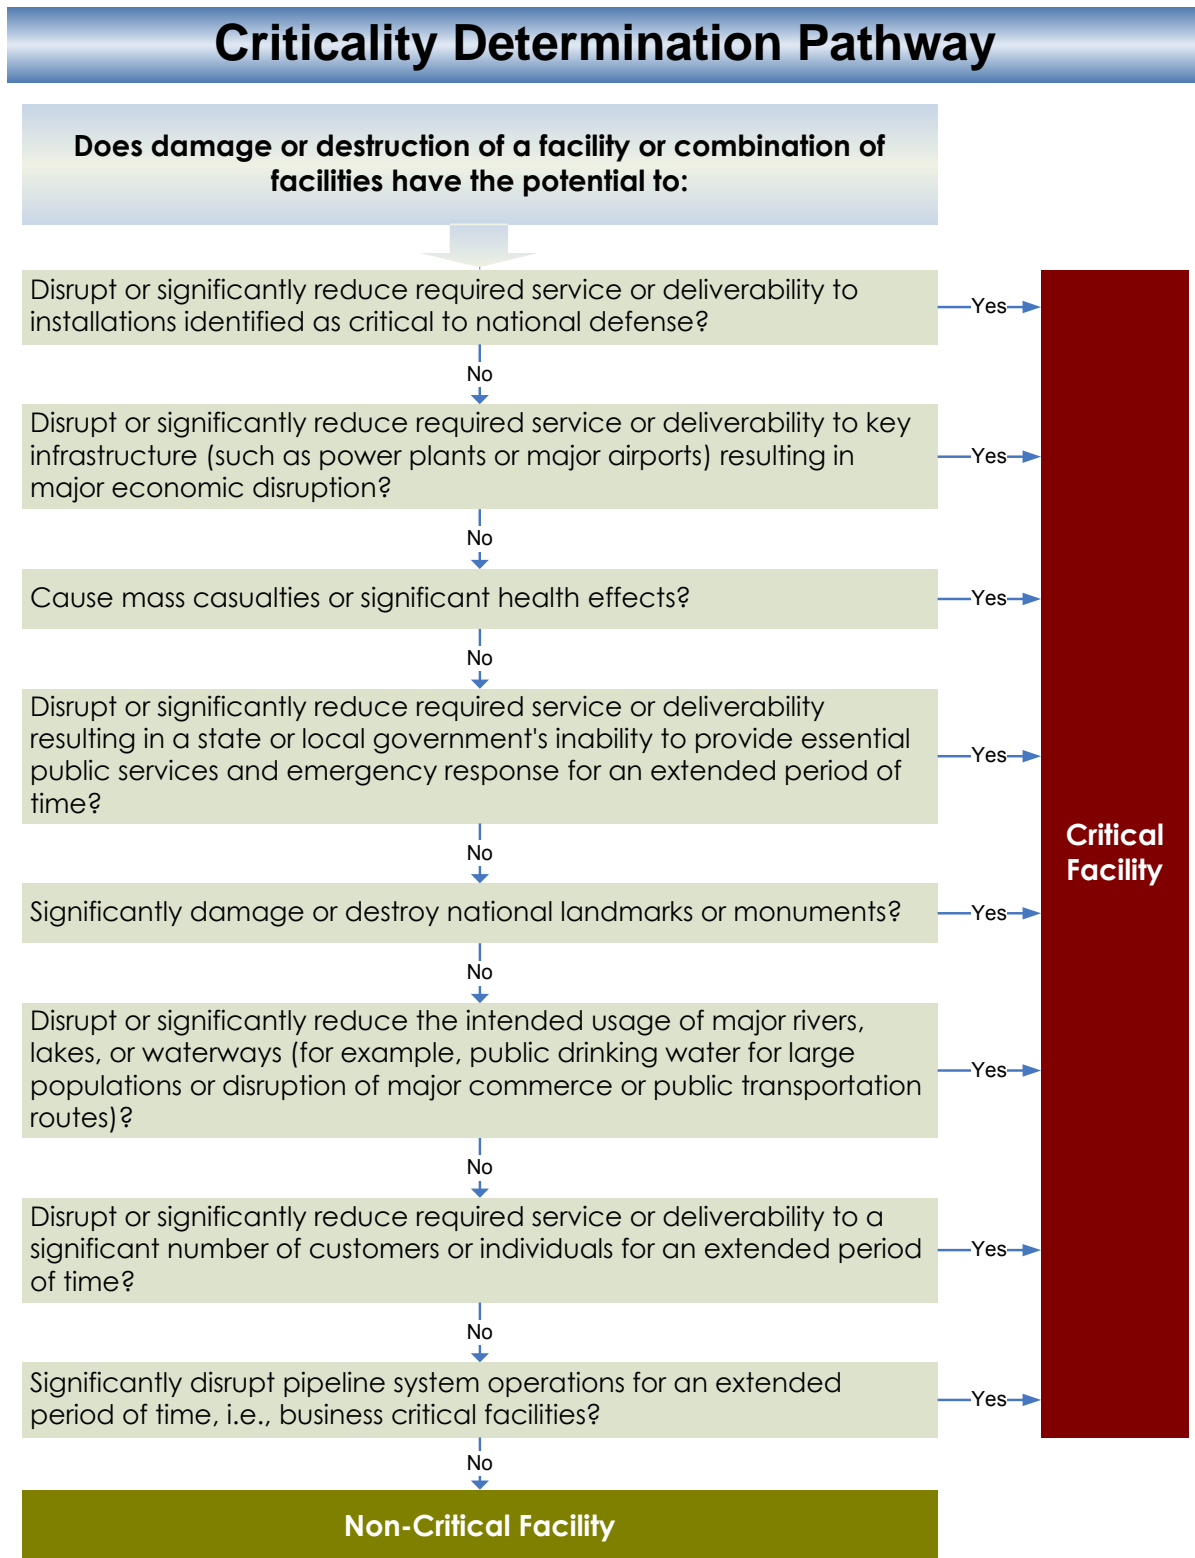 Criticality Determination Pathway
Does damage or destruction of a facility or combination of
facilities have the potential to:
Disrupt or significantly reduce required service or deliverability to
installations identified as critical to national defense?
Yes
No
Disrupt or significantly reduce required service or deliverability to key
infrastructure (such as power plants or major airports) resulting in
major economic disruption?
Yes
No
Cause mass casualties or significant health effects?
Yes
No
Disrupt or significantly reduce required service or deliverability
resulting in a state or local government's inability to provide essential
public services and emergency response for an extended period of
time?
Yes
No
Significantly damage or destroy national landmarks or monuments?
Yes
No
Disrupt or significantly reduce the intended usage of major rivers,
lakes, or waterways (for example, public drinking water for large
populations or disruption of major commerce or public transportation
routes)?
Yes
No
Disrupt or significantly reduce required service or deliverability to a
significant number of customers or individuals for an extended period
of time?
Yes
No
Significantly disrupt pipeline system operations for an extended
period of time, i.e., business critical facilities?
Yes
No
Critical
Facility
Non-Critical Facility